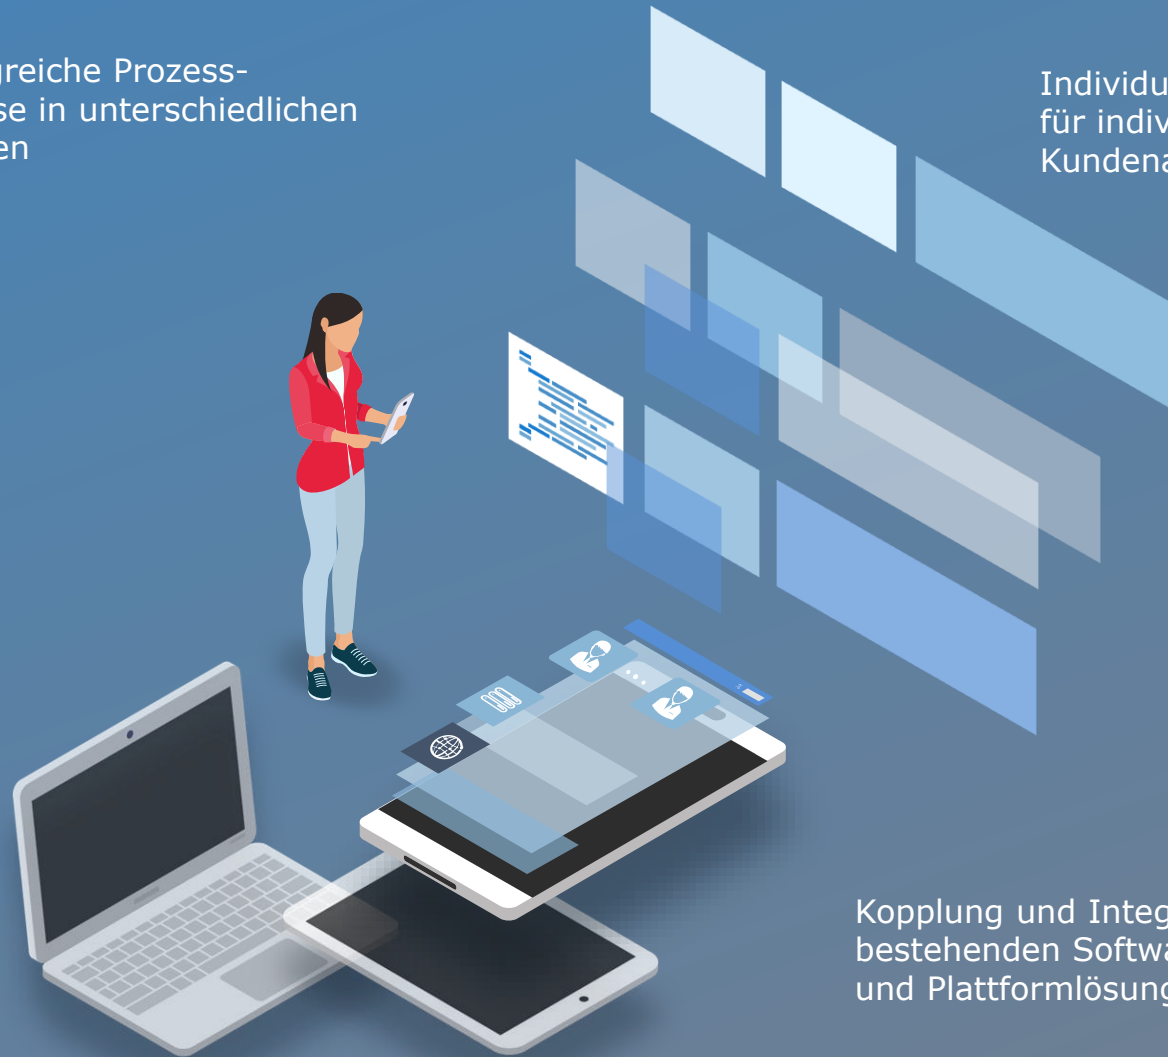 greiche Prozess-
se in unterschiedlichen
en
Individu
für indiv
Kundena
Kopplung und Integ
bestehenden Softwa
und Plattformlösung